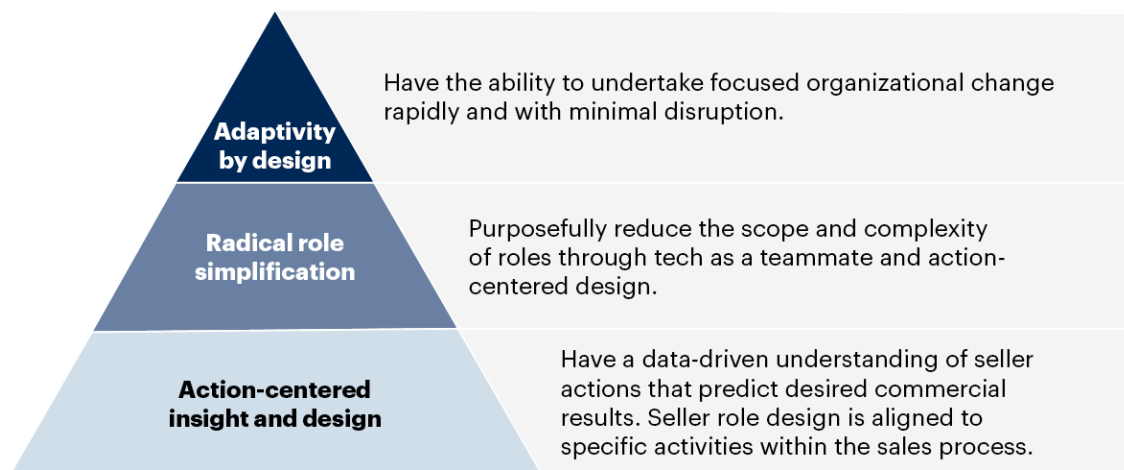 Adaptivity
by design
Have the ability to undertake focused organizational change
rapidly and with minimal disruption.
Radical role
simplification
Purposefully reduce the scope and complexity
of roles through tech as a teammate and action-
centered design.
Action-centered
insight and design
Have a data-driven understanding of seller
actions that predict desired commercial
results. Seller role design is aligned to
specific activities within the sales process.